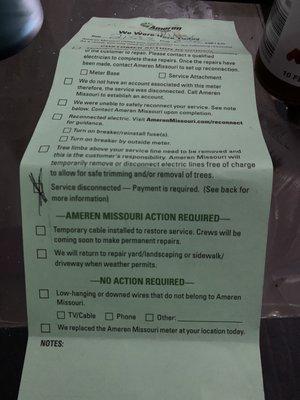 Ameren
We Were Here Today
of the customer to repair. Please contact a qualified
electrician to complete these repairs. Once the repairs have
been made, contact Ameren Missouri to set up reconnection.
Meter Base
Service Attachment
We do not have an account associated with this meter
therefore, the service was disconnected. Call Ameren
Missouri to establish an account.
We were unable to safely reconnect your service. See note
below. Contact Ameren Missouri upon completion.
Reconnected electric. Visit AmerenMissouri.com/reconnect
for guidance.
Turn on breaker/reinstall fuse(s).
Turn on breaker by outside meter.
Tree limbs above your service line need to be removed and
this is the customer's responsibility. Ameren Missouri will
temporarily remove or disconnect electric lines free of charge
to allow for safe trimming and/or removal of trees.
Service disconnected — Payment is required. (See back for
more information)
—AMEREN MISSOURI ACTION REQUIRED—
Temporary cable installed to restore service. Crews will be
coming soon to make permanent repairs.
We will return to repair yard/landscaping or sidewalk/
driveway when weather permits.
—NO ACTION REQUIRED—
Low-hanging or downed wires that do not belong to Ameren
Missouri.
TV/Cable
Phone
Other:
We replaced the Ameren Missouri meter at your location today.
NOTES: